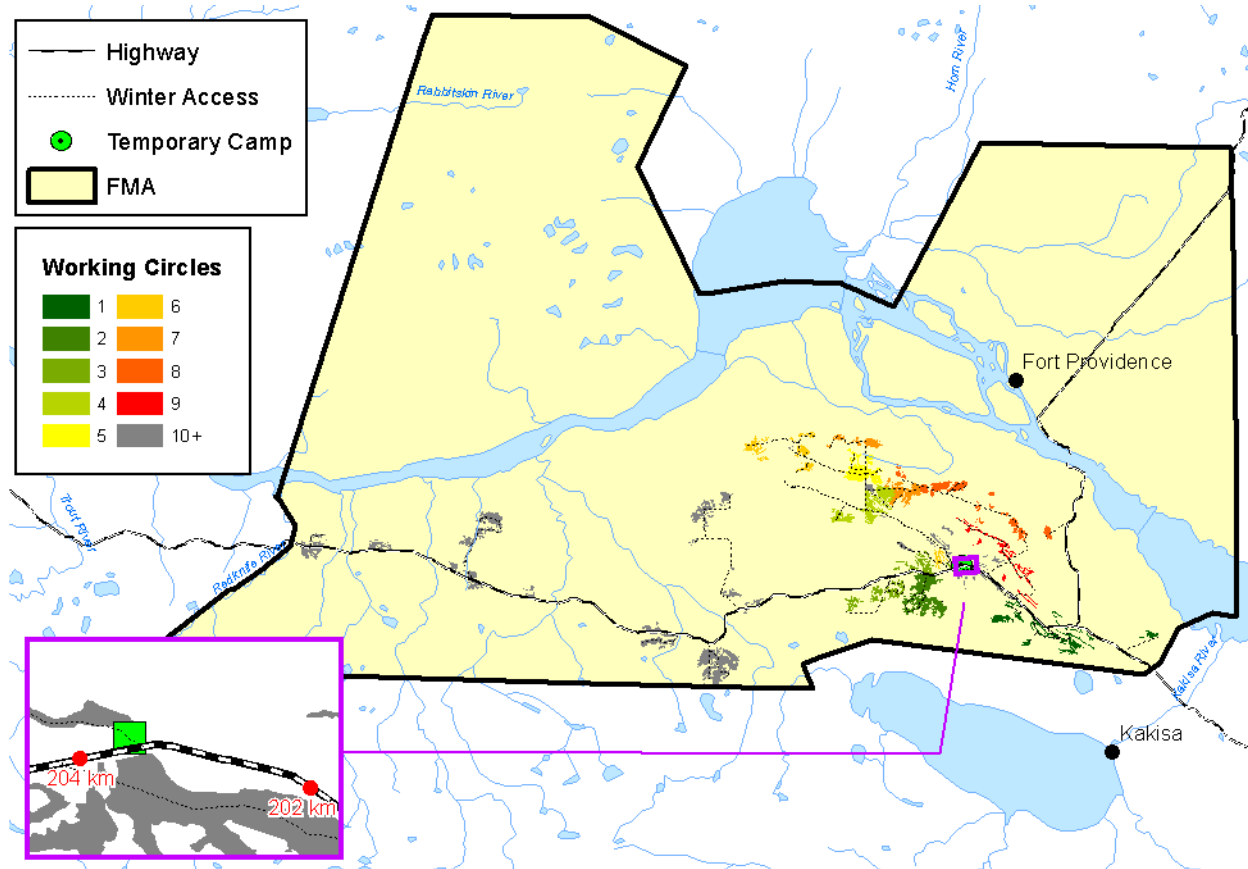 Highway
Winter Access
Temporary Camp
FMA
Working Circles
1
2
3
4
5
6
7
8
9
10+
Rabbitskin River
Horn River
Fort Providence
Trout River
Redknife River
Kakisa River
Kakisa
204 km
202 km